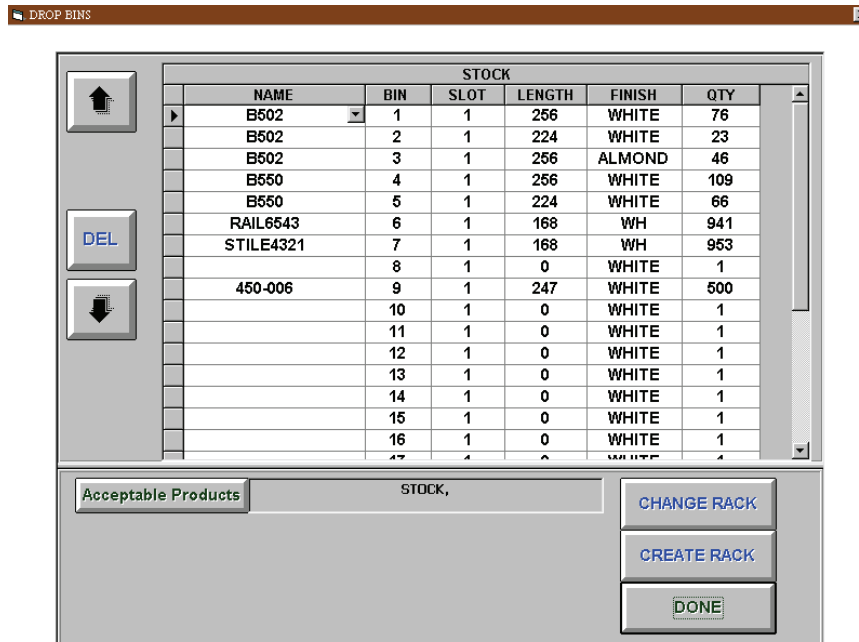 DROP BINS
STOCK
NAME BIN SLOT LENGTH FINISH QTY
B502 1 1 256 WHITE 76
B502 2 1 224 WHITE 23
B502 3 1 256 ALMOND 46
B550 4 1 256 WHITE 109
B550 5 1 224 WHITE 66
RAIL6543 6 1 168 WH 941
STILE4321 7 1 168 WH 953
8 1 0 WHITE 1
450-006 9 1 247 WHITE 500
10 1 0 WHITE 1
11 1 0 WHITE 1
12 1 0 WHITE 1
13 1 0 WHITE 1
14 1 0 WHITE 1
15 1 0 WHITE 1
16 1 0 WHITE 1
17 1 0 WHITE 1
DEL
Acceptable Products STOCK,
CHANGE RACK
CREATE RACK
DONE